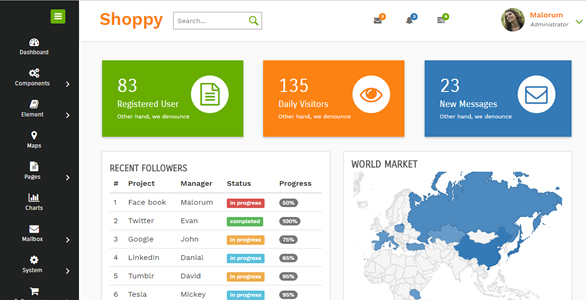 Shoppy
Search...
Malorum
Administrator
Dashboard
Components
Element
Maps
Pages
Charts
Mailbox
System
83
Registered User
Other hand, we denounce
135
Daily Visitors
Other hand, we denounce
23
New Messages
Other hand, we denounce
RECENT FOLLOWERS
# Project Manager Status Progress
1 Face book Malorum in progress 50%
2 Twitter Evan completed 100%
3 Google John in progress 75%
4 LinkedIn Danial in progress 65%
5 Tumblr David in progress 95%
6 Tesla Mickey in progress 95%
WORLD MARKET